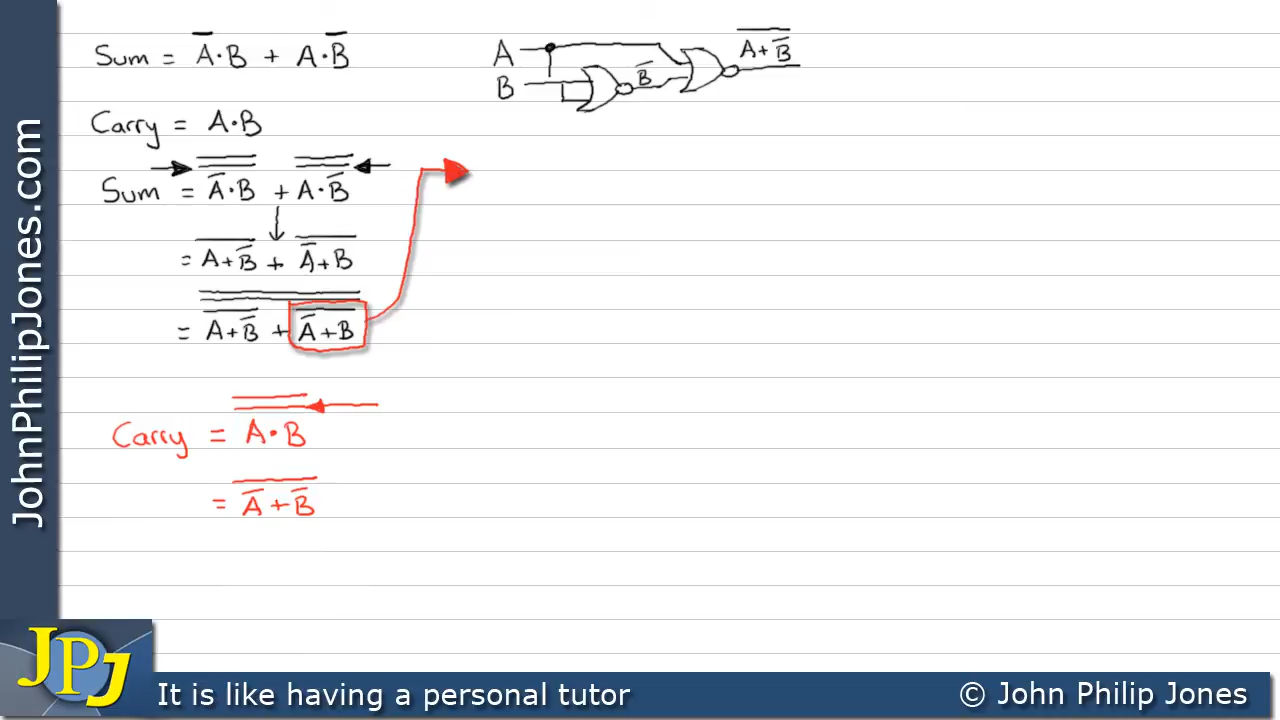 Sum = A̅·B + A·B̅
Carry = A·B
Sum = A̅̿·̿B̿ + A̿·̿B̅̿
= A̅+̅B̅̅ + A̅̅+̅B̅
= A̅+̅B̅̅ + A̅̅+̅B̅
Carry = A̿·̿B̿
= A̅̅+̅B̅̅
A
B
B̅
A̅+̅B̅̅
JohnPhilipJones.com
JPJ
It is like having a personal tutor
© John Philip Jones